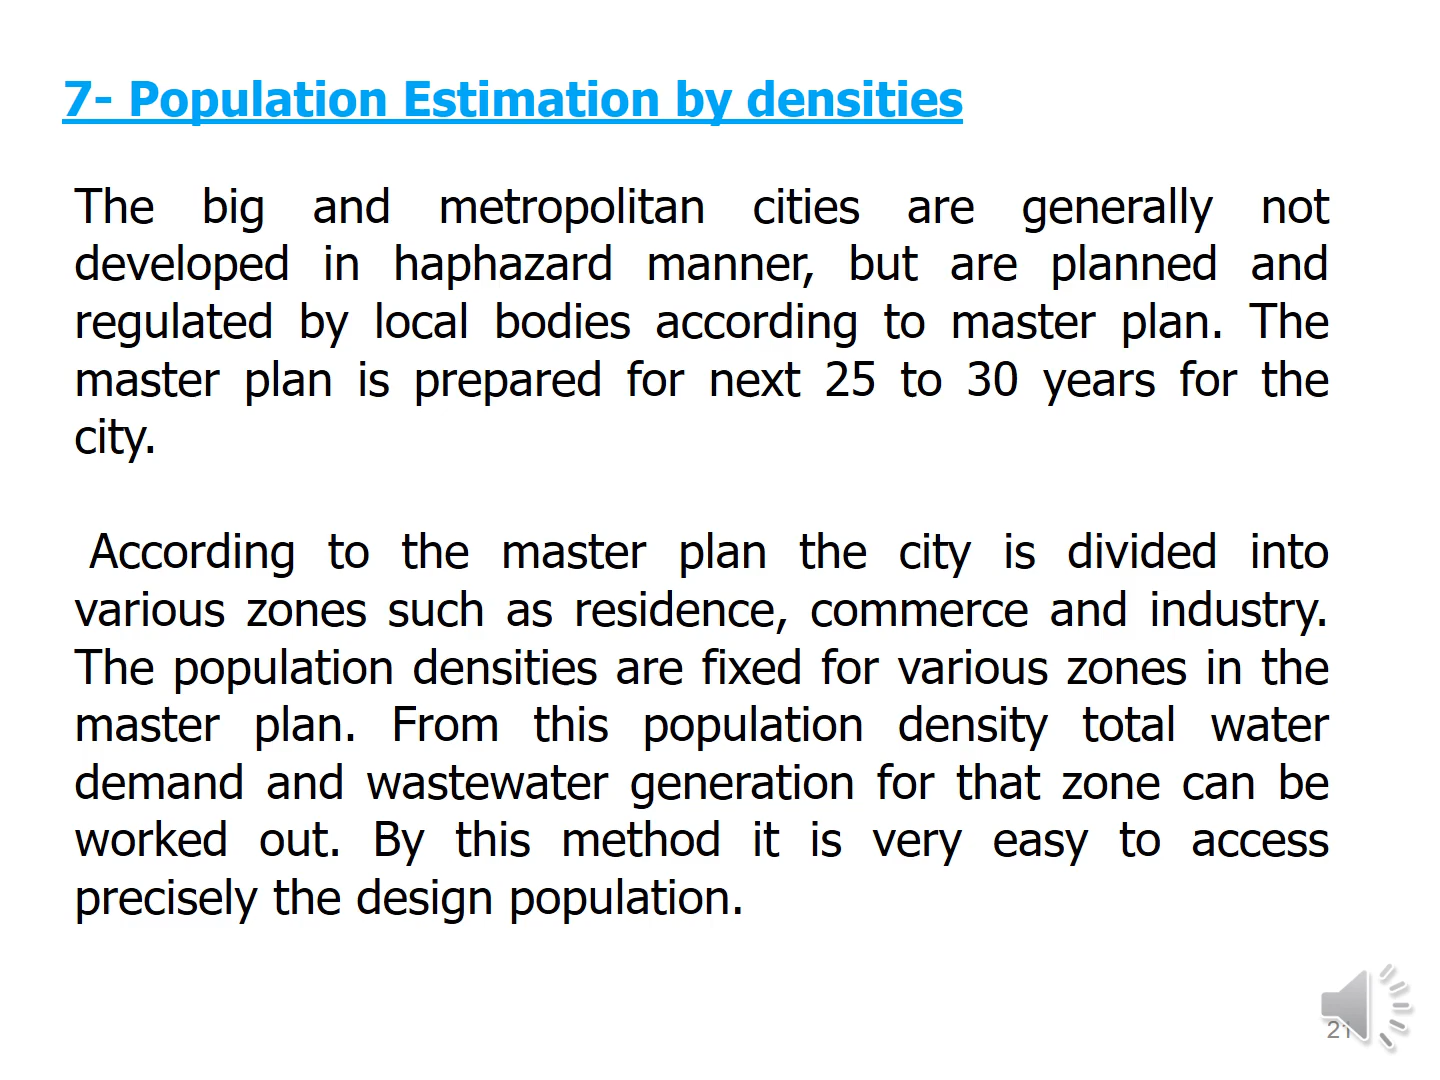 7- Population Estimation by densities
The big and metropolitan cities are generally not
developed in haphazard manner, but are planned and
regulated by local bodies according to master plan. The
master plan is prepared for next 25 to 30 years for the
city.
According to the master plan the city is divided into
various zones such as residence, commerce and industry.
The population densities are fixed for various zones in the
master plan. From this population density total water
demand and wastewater generation for that zone can be
worked out. By this method it is very easy to access
precisely the design population.
21